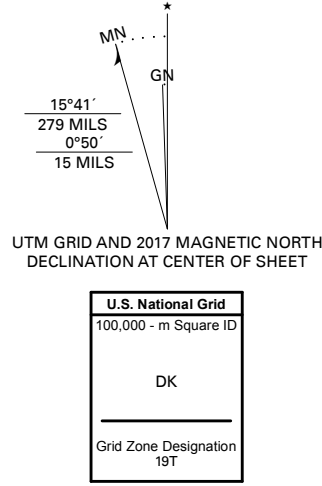 MN
GN
15°41´
279 MILS
0°50´
15 MILS
UTM GRID AND 2017 MAGNETIC NORTH
DECLINATION AT CENTER OF SHEET
U.S. National Grid
100,000 - m Square ID
DK
Grid Zone Designation
19T